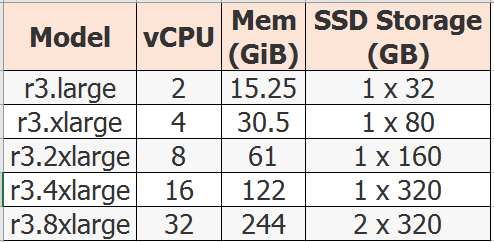 Model vCPU Mem (GiB) SSD Storage (GB)
r3.large 2 15.25 1 x 32
r3.xlarge 4 30.5 1 x 80
r3.2xlarge 8 61 1 x 160
r3.4xlarge 16 122 1 x 320
r3.8xlarge 32 244 2 x 320